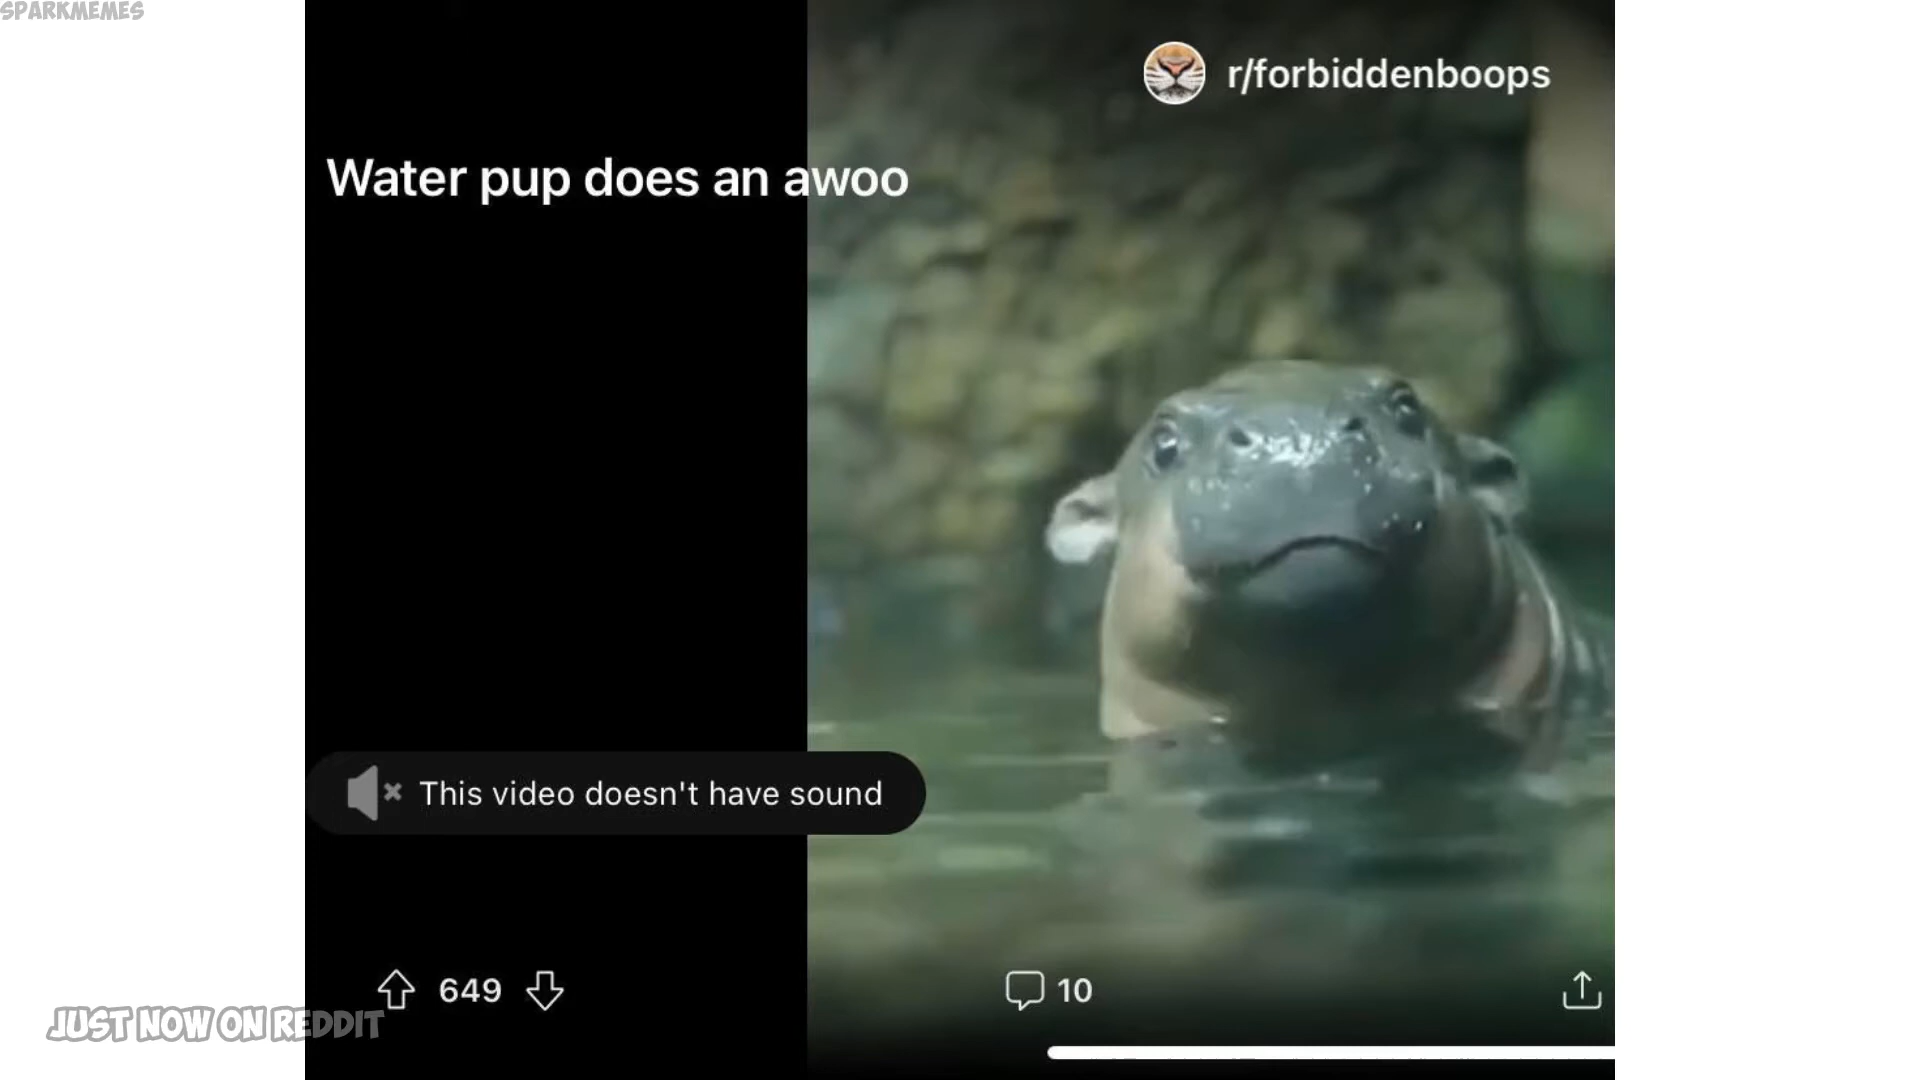 SPARKMEMES
r/forbiddenboops
Water pup does an awoo
This video doesn't have sound
649
10
JUST NOW ON REDDIT